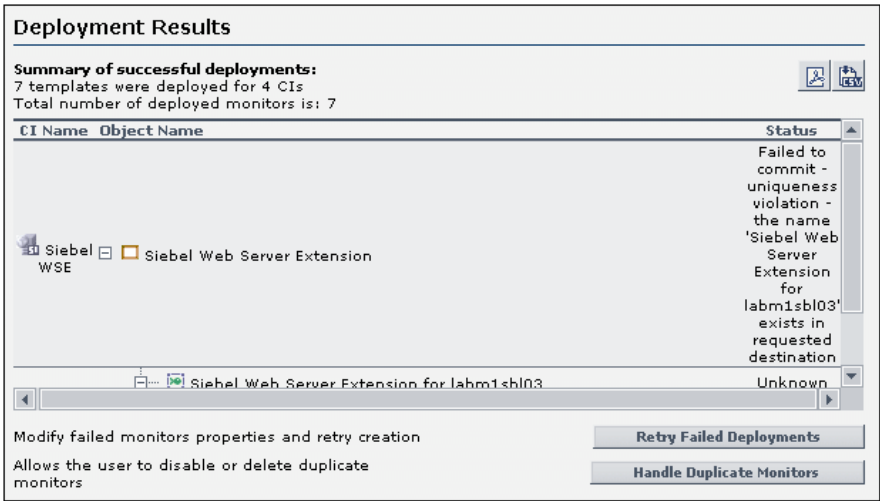 Deployment Results
Summary of successful deployments:
7 templates were deployed for 4 CIs
Total number of deployed monitors is: 7
CSV
CI Name Object Name Status
Failed to
commit -
uniqueness
violation -
the name
'Siebel Web
Server
Extension
for
labm1sbl03'
exists in
requested
destination
Siebel
WSE
Siebel Web Server Extension
Siebel Web Server Extension for labm1sbl03 Unknown
Modify failed monitors properties and retry creation
Retry Failed Deployments
Allows the user to disable or delete duplicate
monitors
Handle Duplicate Monitors